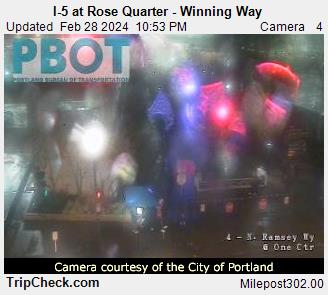 I-5 at Rose Quarter - Winning Way
Updated Feb 28 2024 10:53 PM Camera 4
PBOT
PORTLAND BUREAU OF TRANSPORTATION
4 - N. Ramsey Wy
@ One Ctr
Camera courtesy of the City of Portland
TripCheck.com Milepost302.00